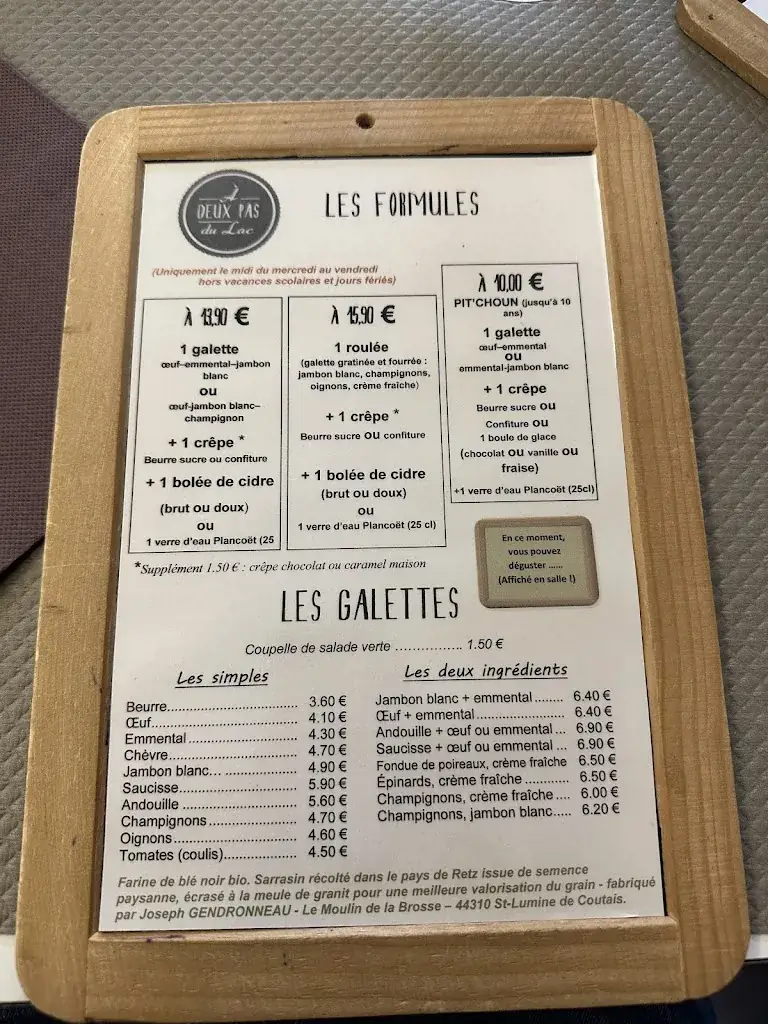 À
DEUX PAS
du Lac
LES FORMULES
(Uniquement le midi du mercredi au vendredi
hors vacances scolaires et jours fériés)
À 13,90 €
1 galette
œuf–emmental–jambon
blanc
OU
œuf-jambon blanc–
champignon
+ 1 crêpe *
Beurre sucre ou confiture
+ 1 bolée de cidre
(brut ou doux)
ou
1 verre d'eau Plancoët (25
À 15,90 €
1 roulée
(galette gratinée et fourrée :
jambon blanc, champignons,
oignons, crème fraîche)
+ 1 crêpe *
Beurre sucre OU confiture
+ 1 bolée de cidre
(brut ou doux)
ou
1 verre d'eau Plancoët (25 cl)
À 10,00 €
PIT'CHOUN (jusqu'à 10
ans)
1 galette
œuf–emmental
OU
emmental-jambon blanc
+ 1 crêpe
Beurre sucre OU
Confiture OU
1 boule de glace
(chocolat OU vanille OU
fraise)
+1 verre d'eau Plancoët (25cl)
*Supplément 1.50 € : crêpe chocolat ou caramel maison
En ce moment,
vous pouvez
déguster ......
(Affiché en salle !)
LES GALETTES
Coupelle de salade verte ................ 1.50 €
Les simples
Beurre................................ 3.60 €
Œuf................................... 4.10 €
Emmental .......................... 4.30 €
Chèvre............................... 4.70 €
Jambon blanc... ................. 4.90 €
Saucisse............................ 5.90 €
Andouille ........................... 5.60 €
Champignons..................... 4.70 €
Oignons............................. 4.60 €
Tomates (coulis)................. 4.50 €
Les deux ingrédients
Jambon blanc + emmental ....... 6.40 €
Œuf + emmental..................... 6.40 €
Andouille + œuf ou emmental ... 6.90 €
Saucisse + œuf ou emmental ... 6.90 €
Fondue de poireaux, crème fraîche 6.50 €
Épinards, crème fraîche ........... 6.50 €
Champignons, crème fraîche .... 6.00 €
Champignons, jambon blanc..... 6.20 €
Farine de blé noir bio. Sarrasin récolté dans le pays de Retz issue de semence
paysanne, écrasé à la meule de granit pour une meilleure valorisation du grain - fabriqué
par Joseph GENDRONNEAU - Le Moulin de la Brosse – 44310 St-Lumine de Coutais.